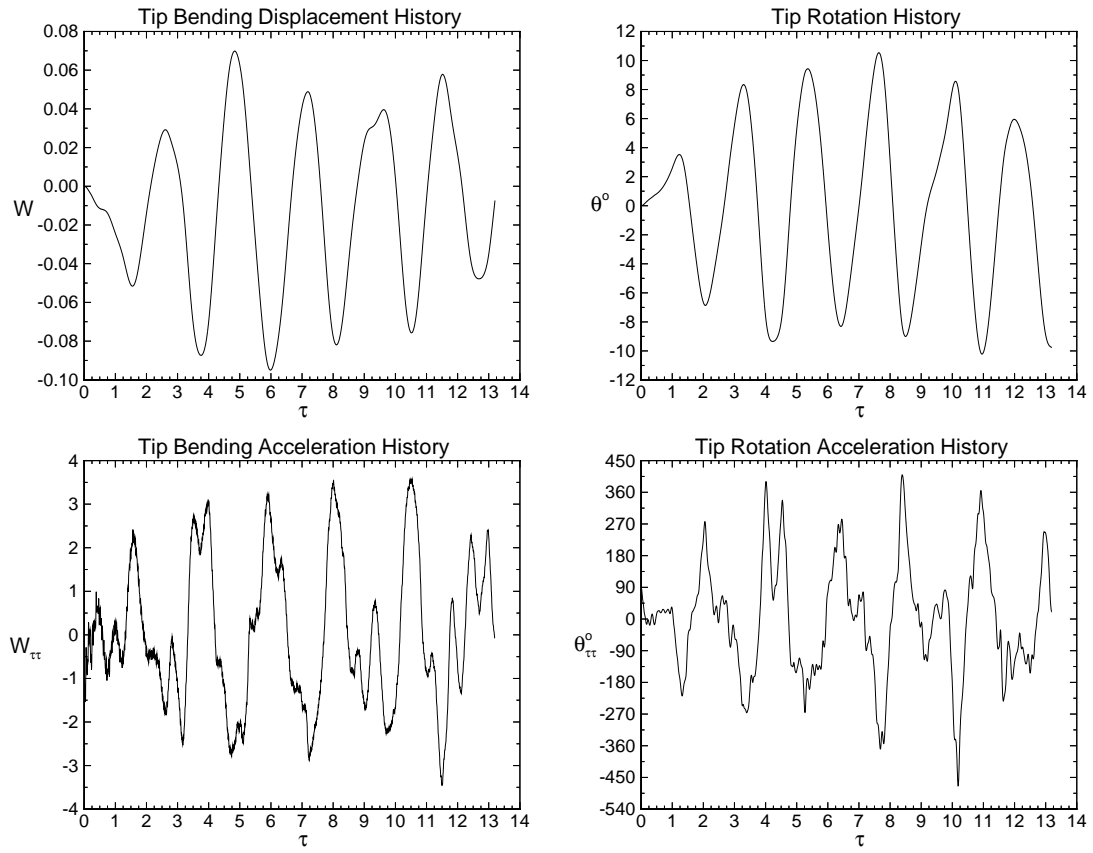 Tip Bending Displacement History
0.08
0.06
0.04
0.02
0.00
-0.02
-0.04
-0.06
-0.08
-0.10
W
0 1 2 3 4 5 6 7 8 9 10 11 12 13 14
τ
Tip Rotation History
12
10
8
6
4
2
0
-2
-4
-6
-8
-10
-12
θ°
0 1 2 3 4 5 6 7 8 9 10 11 12 13 14
τ
Tip Bending Acceleration History
4
3
2
1
0
-1
-2
-3
-4
Wττ
0 1 2 3 4 5 6 7 8 9 10 11 12 13 14
τ
Tip Rotation Acceleration History
450
360
270
180
90
0
-90
-180
-270
-360
-450
-540
θ°ττ
0 1 2 3 4 5 6 7 8 9 10 11 12 13 14
τ